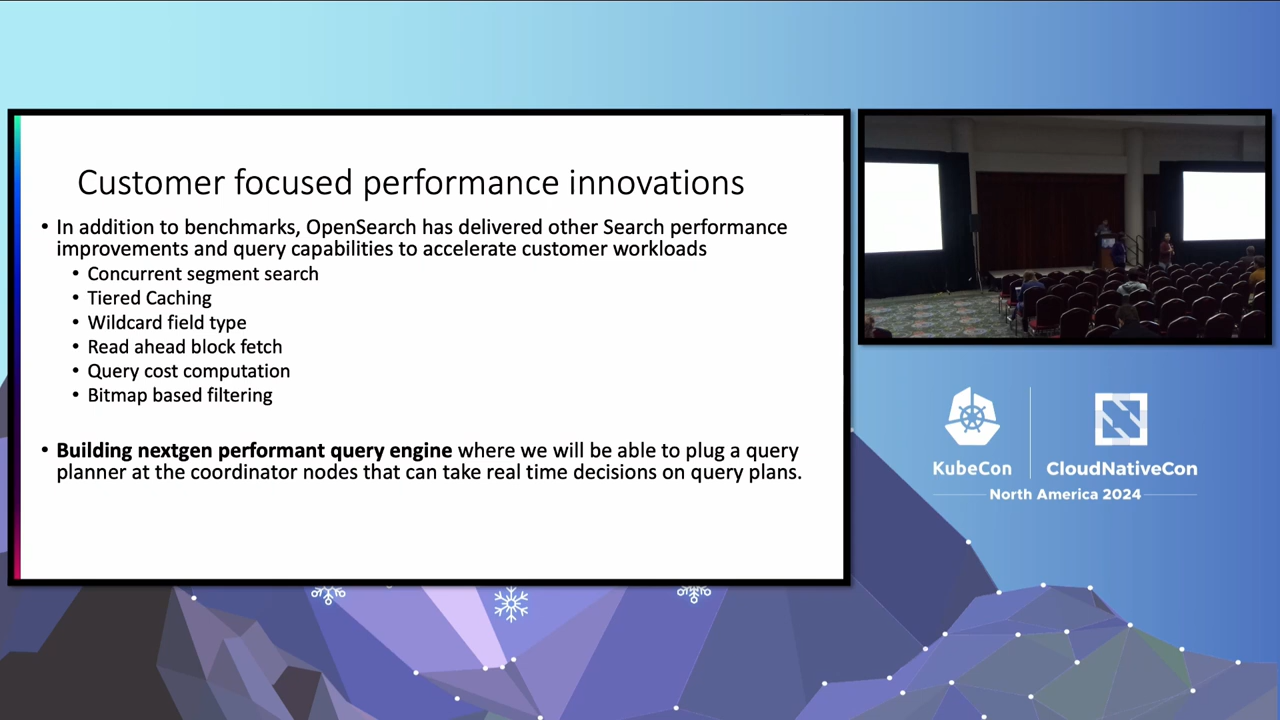 Customer focused performance innovations
• In addition to benchmarks, OpenSearch has delivered other Search performance
improvements and query capabilities to accelerate customer workloads
• Concurrent segment search
• Tiered Caching
• Wildcard field type
• Read ahead block fetch
• Query cost computation
• Bitmap based filtering
• Building nextgen performant query engine where we will be able to plug a query
planner at the coordinator nodes that can take real time decisions on query plans.
KubeCon
CloudNativeCon
North America 2024